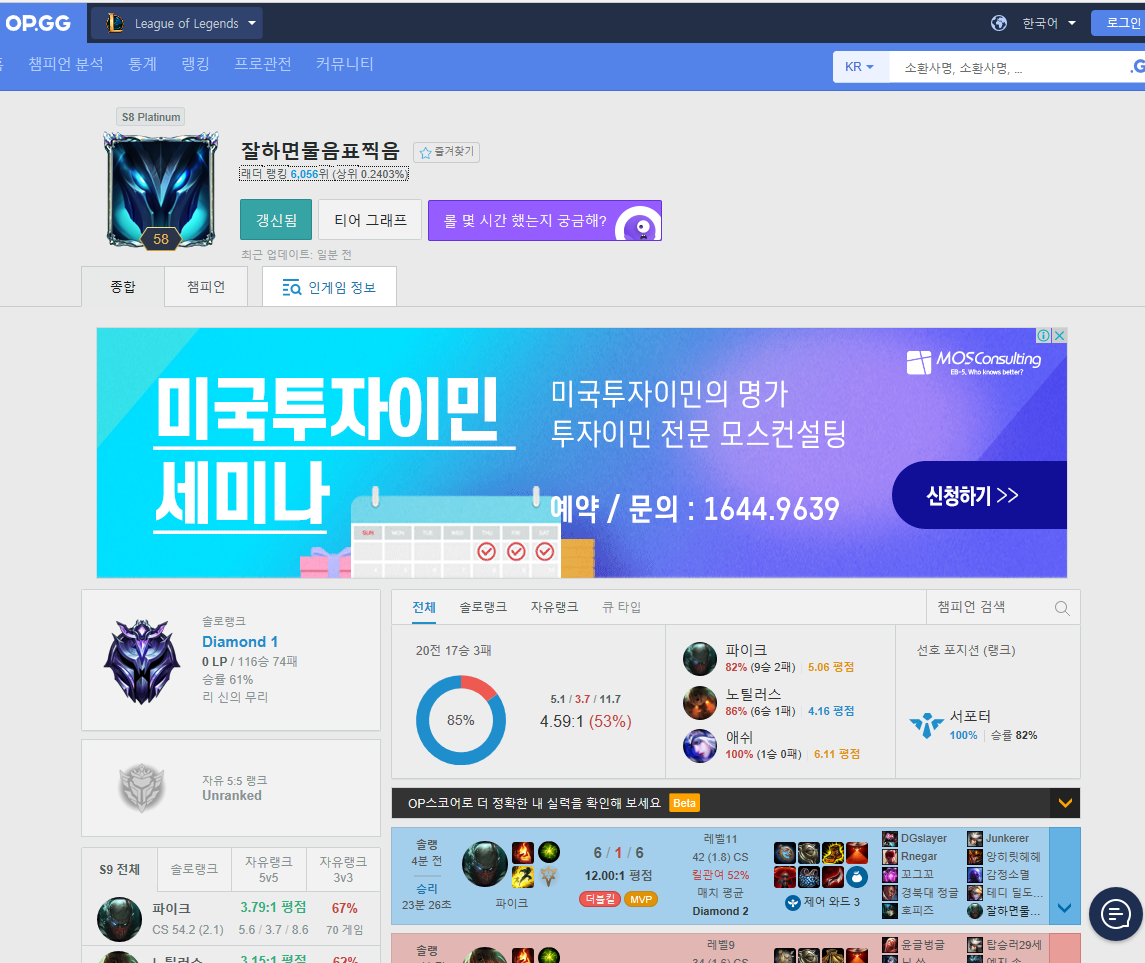 OP.GG
League of Legends
한국어
로그인
챔피언 분석
통계
랭킹
프로관전
커뮤니티
KR
소환사명, 소환사명, ...
.G
S8 Platinum
잘하면물음표찍음
즐겨찾기
래더 랭킹 6,056위 (상위 0.2403%)
58
갱신됨
티어 그래프
롤 몇 시간 했는지 궁금해?
최근 업데이트: 일분 전
종합
챔피언
인게임 정보
미국투자이민
세미나
SUN MON TUE WED THU FRI SAT
미국투자이민의 명가
투자이민 전문 모스컨설팅
예약 / 문의 : 1644.9639
MOSConsulting
EB-5, Who knows better?
신청하기 >>
솔로랭크
Diamond 1
0 LP / 116승 74패
승률 61%
리 신의 무리
자유 5:5 랭크
Unranked
S9 전체
솔로랭크
자유랭크
5v5
자유랭크
3v3
파이크
CS 54.2 (2.1)
3.79:1 평점
5.6 / 3.7 / 8.6
67%
70 게임
노틸러스
3.15:1 평점
62%
전체
솔로랭크
자유랭크
큐 타입
챔피언 검색
20전 17승 3패
85%
5.1 / 3.7 / 11.7
4.59:1 (53%)
파이크
82% (9승 2패)
5.06 평점
노틸러스
86% (6승 1패)
4.16 평점
애쉬
100% (1승 0패)
6.11 평점
선호 포지션 (랭크)
서포터
100%
승률 82%
OP스코어로 더 정확한 내 실력을 확인해 보세요
Beta
솔랭
4분 전
승리
23분 26초
파이크
6 / 1 / 6
12.00:1 평점
더블킬
MVP
레벨11
42 (1.8) CS
킬관여 52%
매치 평균
Diamond 2
제어 와드 3
DGslayer
Rnegar
꼬그꼬
경북대 정글
호피즈
Junkerer
앙히힛헤헤
감정소멸
테디 딜도...
잘하면물...
솔랭
레벨9
34 (1.6) CS
윤글벙글
탑승러29세